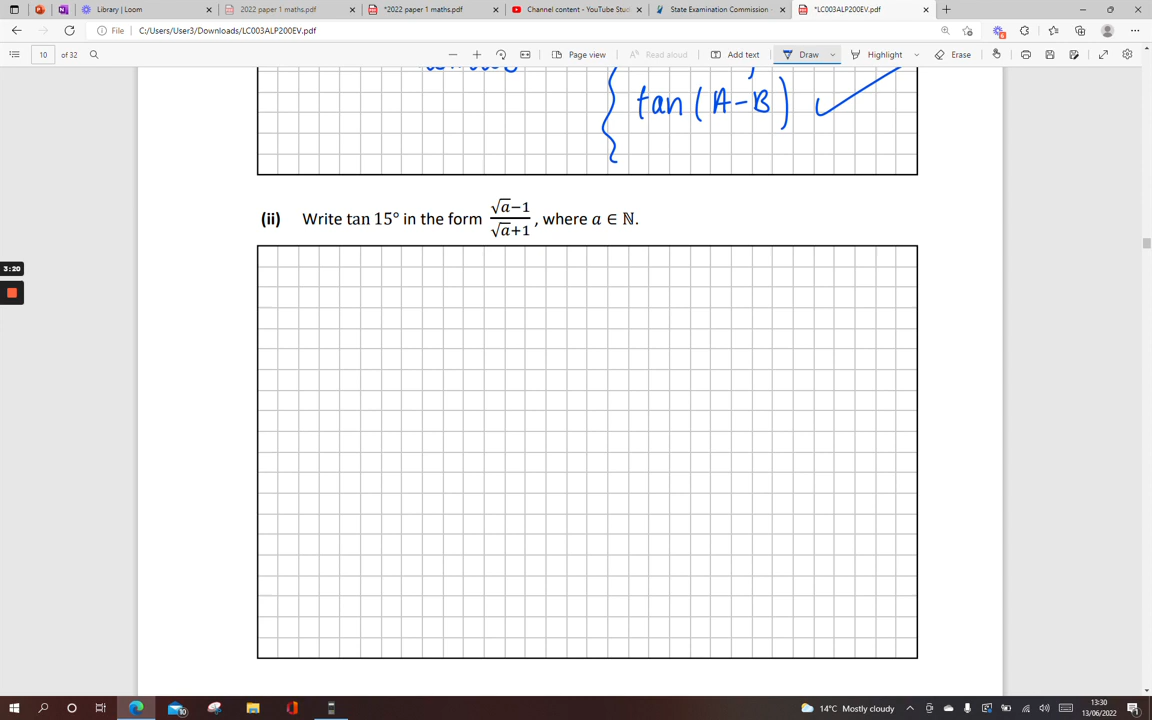 Library | Loom
2022 paper 1 maths.pdf
*2022 paper 1 maths.pdf
Channel content - YouTube Stud
State Examination Commission -
*LC003ALP200EV.pdf
File
C:/Users/User3/Downloads/LC003ALP200EV.pdf
10 of 32
Page view
Read aloud
Add text
Draw
Highlight
Erase
tan (A-B)
(ii) Write tan 15° in the form (√a−1)/(√a+1), where a ∈ ℕ.
3:20
10
14°C Mostly cloudy
13:30
13/06/2022
1